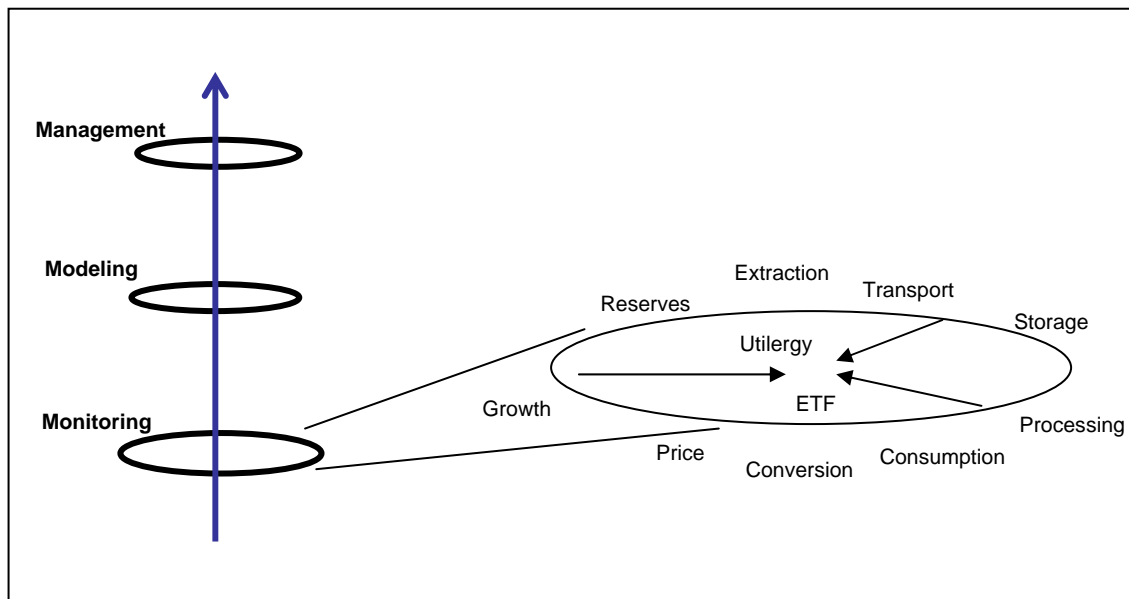 Management
Modeling
Monitoring
Extraction
Reserves
Transport
Storage
Utilergy
Growth
ETF
Processing
Price
Conversion
Consumption